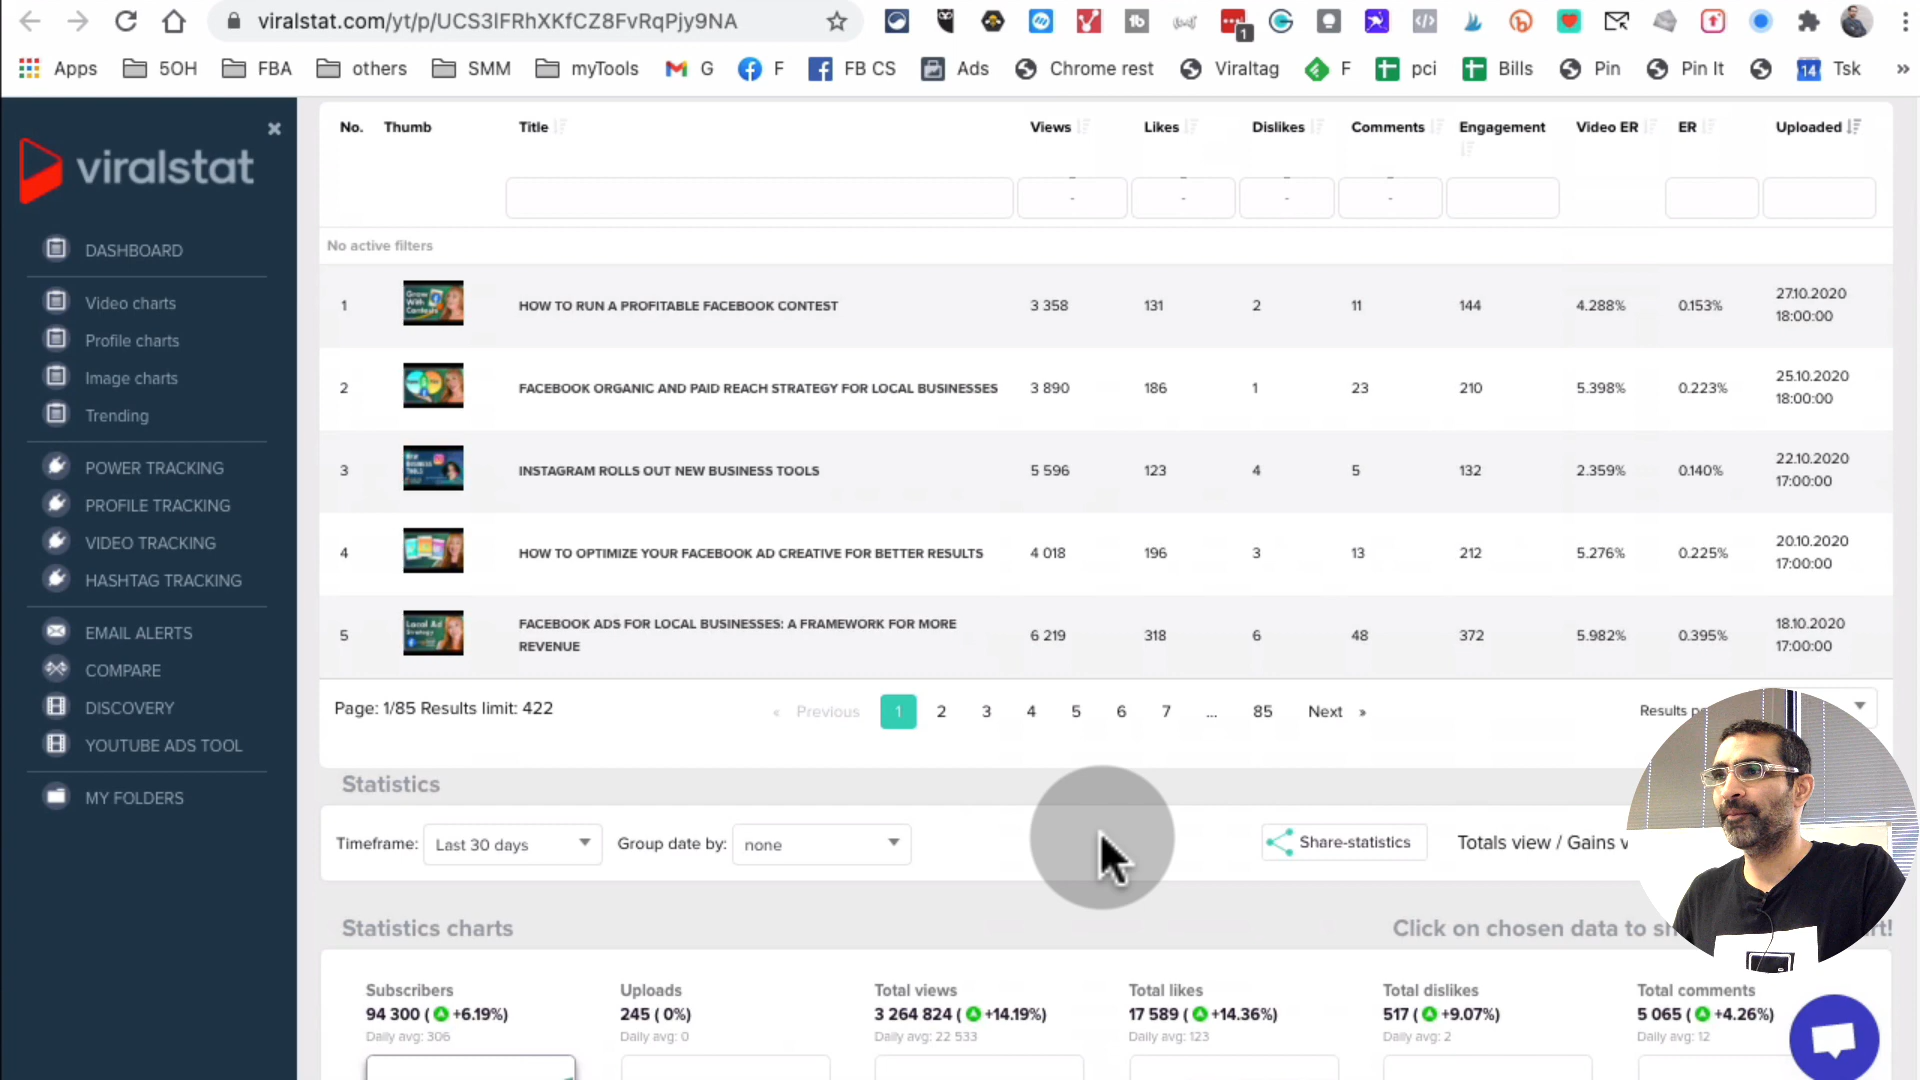 viralstat.com/yt/p/UCS3lFRhXKfCZ8FvRqPjy9NA
1
Apps 5OH FBA others SMM myTools G F FB CS Ads Chrome rest Viraltag F pci Bills Pin Pin It 14 Tsk »
viralstat
DASHBOARD
Video charts
Profile charts
Image charts
Trending
POWER TRACKING
PROFILE TRACKING
VIDEO TRACKING
HASHTAG TRACKING
EMAIL ALERTS
COMPARE
DISCOVERY
YOUTUBE ADS TOOL
MY FOLDERS
No. Thumb Title Views Likes Dislikes Comments Engagement Video ER ER Uploaded
- - - -
No active filters
1 HOW TO RUN A PROFITABLE FACEBOOK CONTEST 3 358 131 2 11 144 4.288% 0.153% 27.10.2020
18:00:00
2 FACEBOOK ORGANIC AND PAID REACH STRATEGY FOR LOCAL BUSINESSES 3 890 186 1 23 210 5.398% 0.223% 25.10.2020
18:00:00
3 INSTAGRAM ROLLS OUT NEW BUSINESS TOOLS 5 596 123 4 5 132 2.359% 0.140% 22.10.2020
17:00:00
4 HOW TO OPTIMIZE YOUR FACEBOOK AD CREATIVE FOR BETTER RESULTS 4 018 196 3 13 212 5.276% 0.225% 20.10.2020
17:00:00
5 FACEBOOK ADS FOR LOCAL BUSINESSES: A FRAMEWORK FOR MORE
REVENUE 6 219 318 6 48 372 5.982% 0.395% 18.10.2020
17:00:00
Page: 1/85 Results limit: 422 « Previous 1 2 3 4 5 6 7 ... 85 Next » Results
Statistics
Timeframe: Last 30 days Group date by: none Share-statistics Totals view / Gains v
Statistics charts Click on chosen data to
Subscribers Uploads Total views Total likes Total dislikes Total comments
94 300 ( +6.19%) 245 ( 0%) 3 264 824 ( +14.19%) 17 589 ( +14.36%) 517 ( +9.07%) 5 065 ( +4.26%)
Daily avg: 306 Daily avg: 0 Daily avg: 22 533 Daily avg: 123 Daily avg: 2 Daily avg: 12